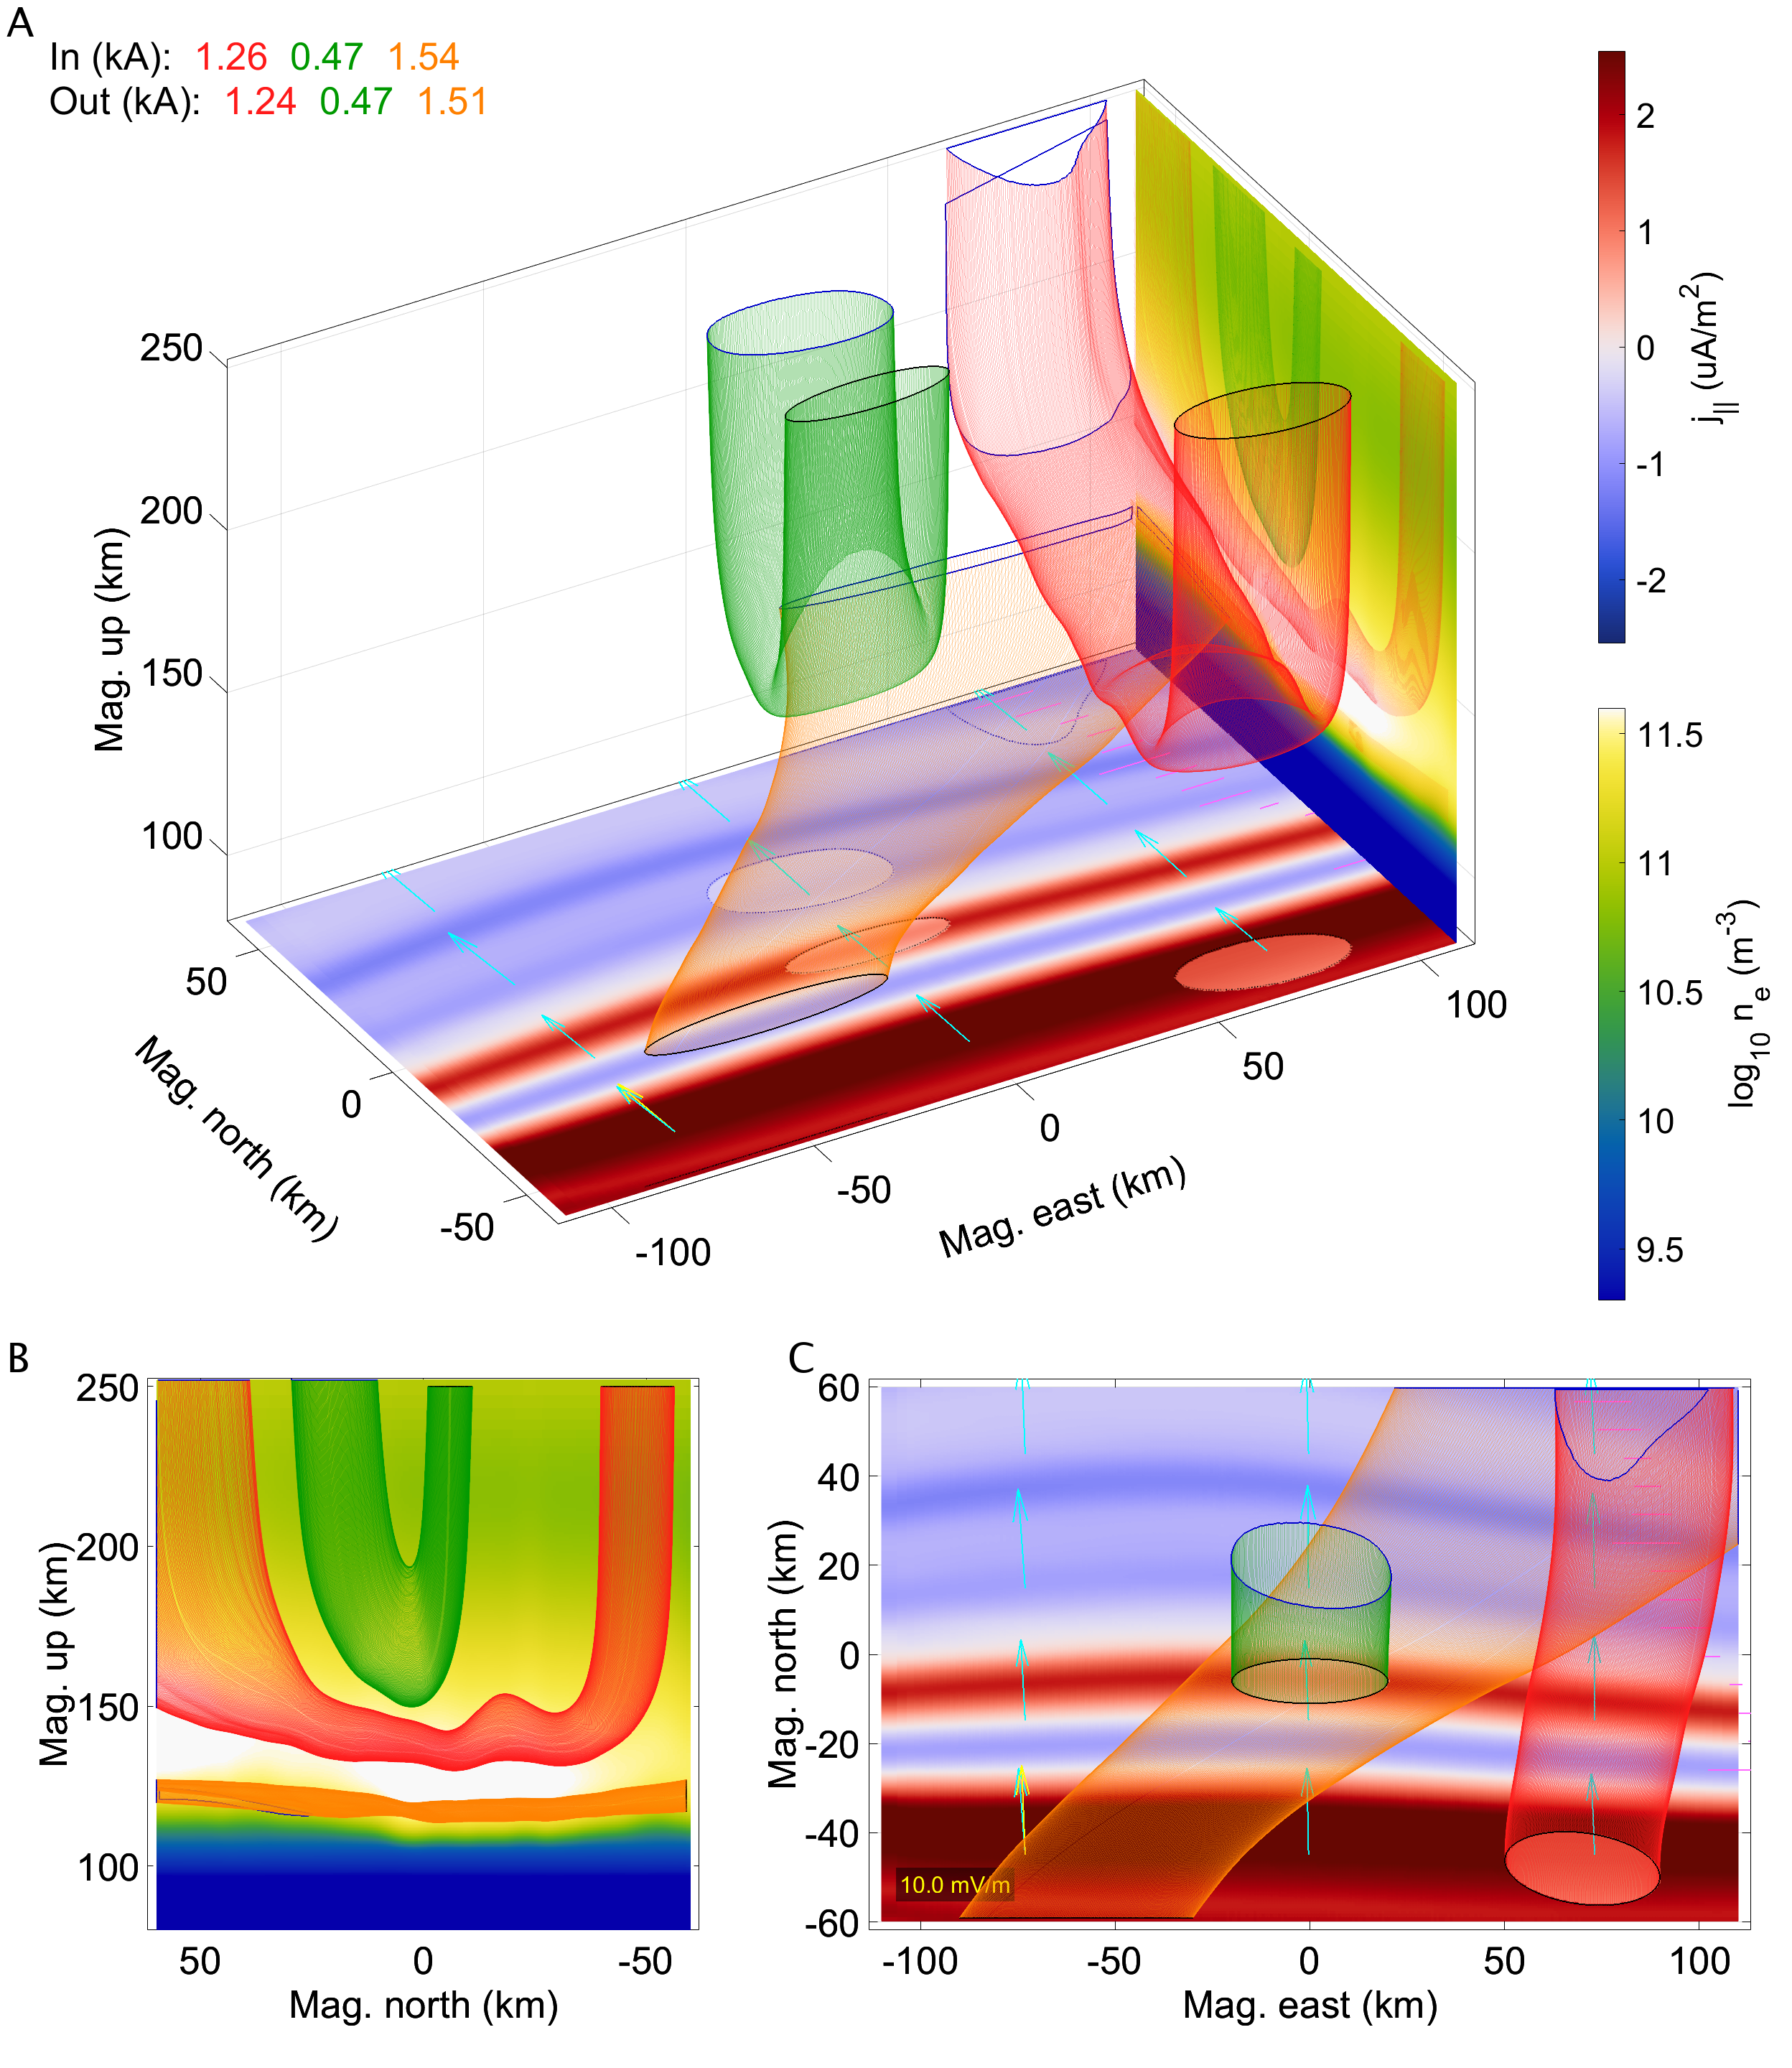 A
In (kA): 1.26 0.47 1.54
Out (kA): 1.24 0.47 1.51
250
200
150
100
Mag. up (km)
50
0
-50
Mag. north (km)
-100
-50
0
50
100
Mag. east (km)
2
1
0
-1
-2
j|| (uA/m2)
11.5
11
10.5
10
9.5
log10 ne (m-3)
B
250
200
150
100
Mag. up (km)
50
0
-50
Mag. north (km)
C
60
40
20
0
-20
-40
-60
Mag. north (km)
10.0 mV/m
-100
-50
0
50
100
Mag. east (km)